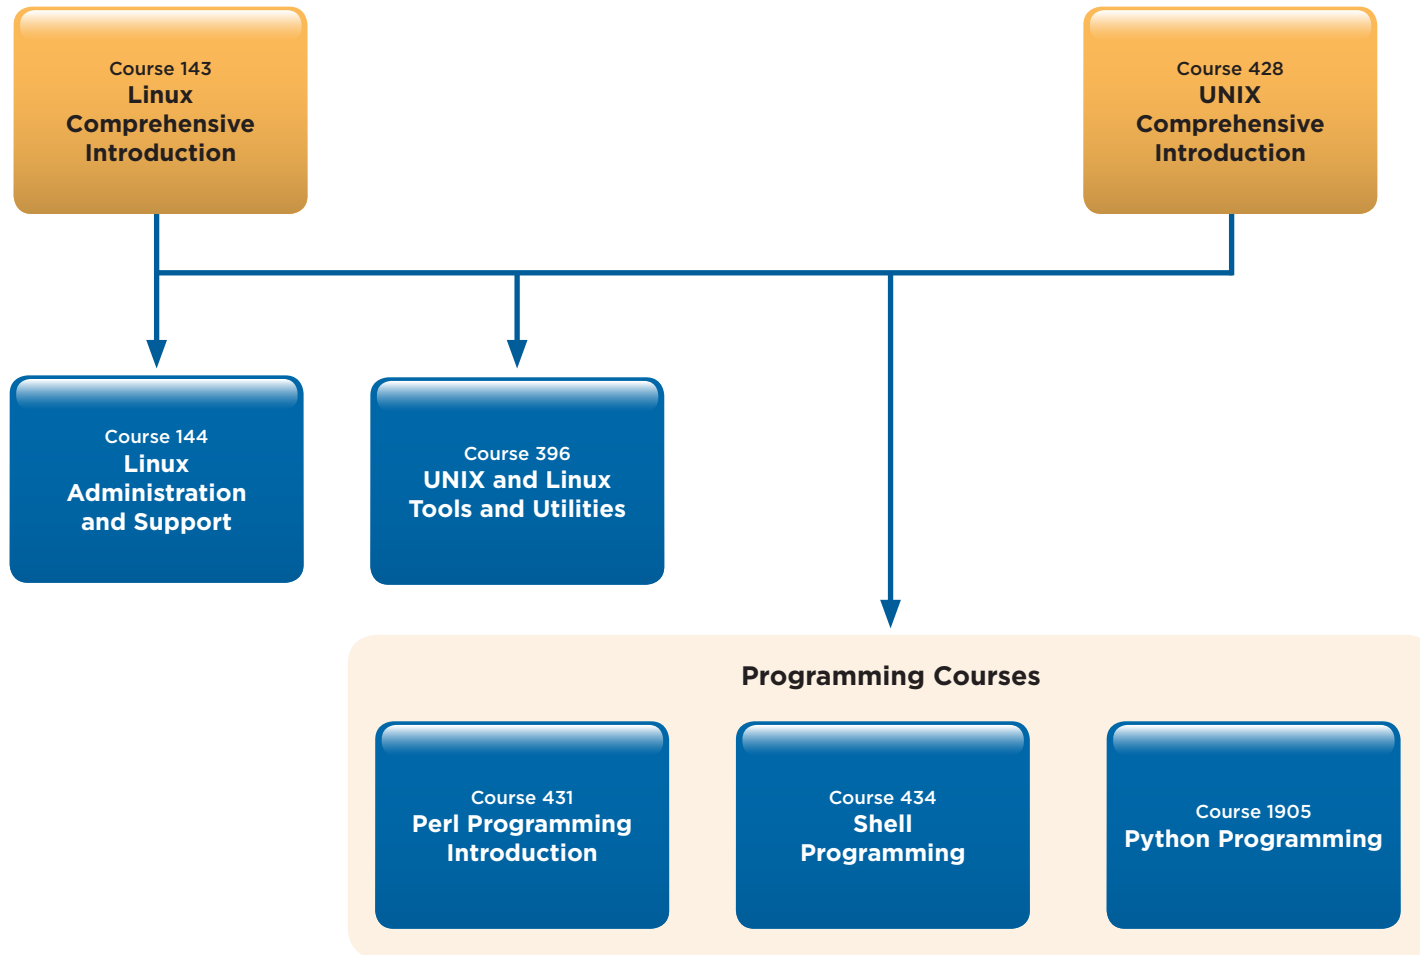 Course 143
Linux
Comprehensive
Introduction
Course 428
UNIX
Comprehensive
Introduction
Course 144
Linux
Administration
and Support
Course 396
UNIX and Linux
Tools and Utilities
Programming Courses
Course 431
Perl Programming
Introduction
Course 434
Shell
Programming
Course 1905
Python Programming